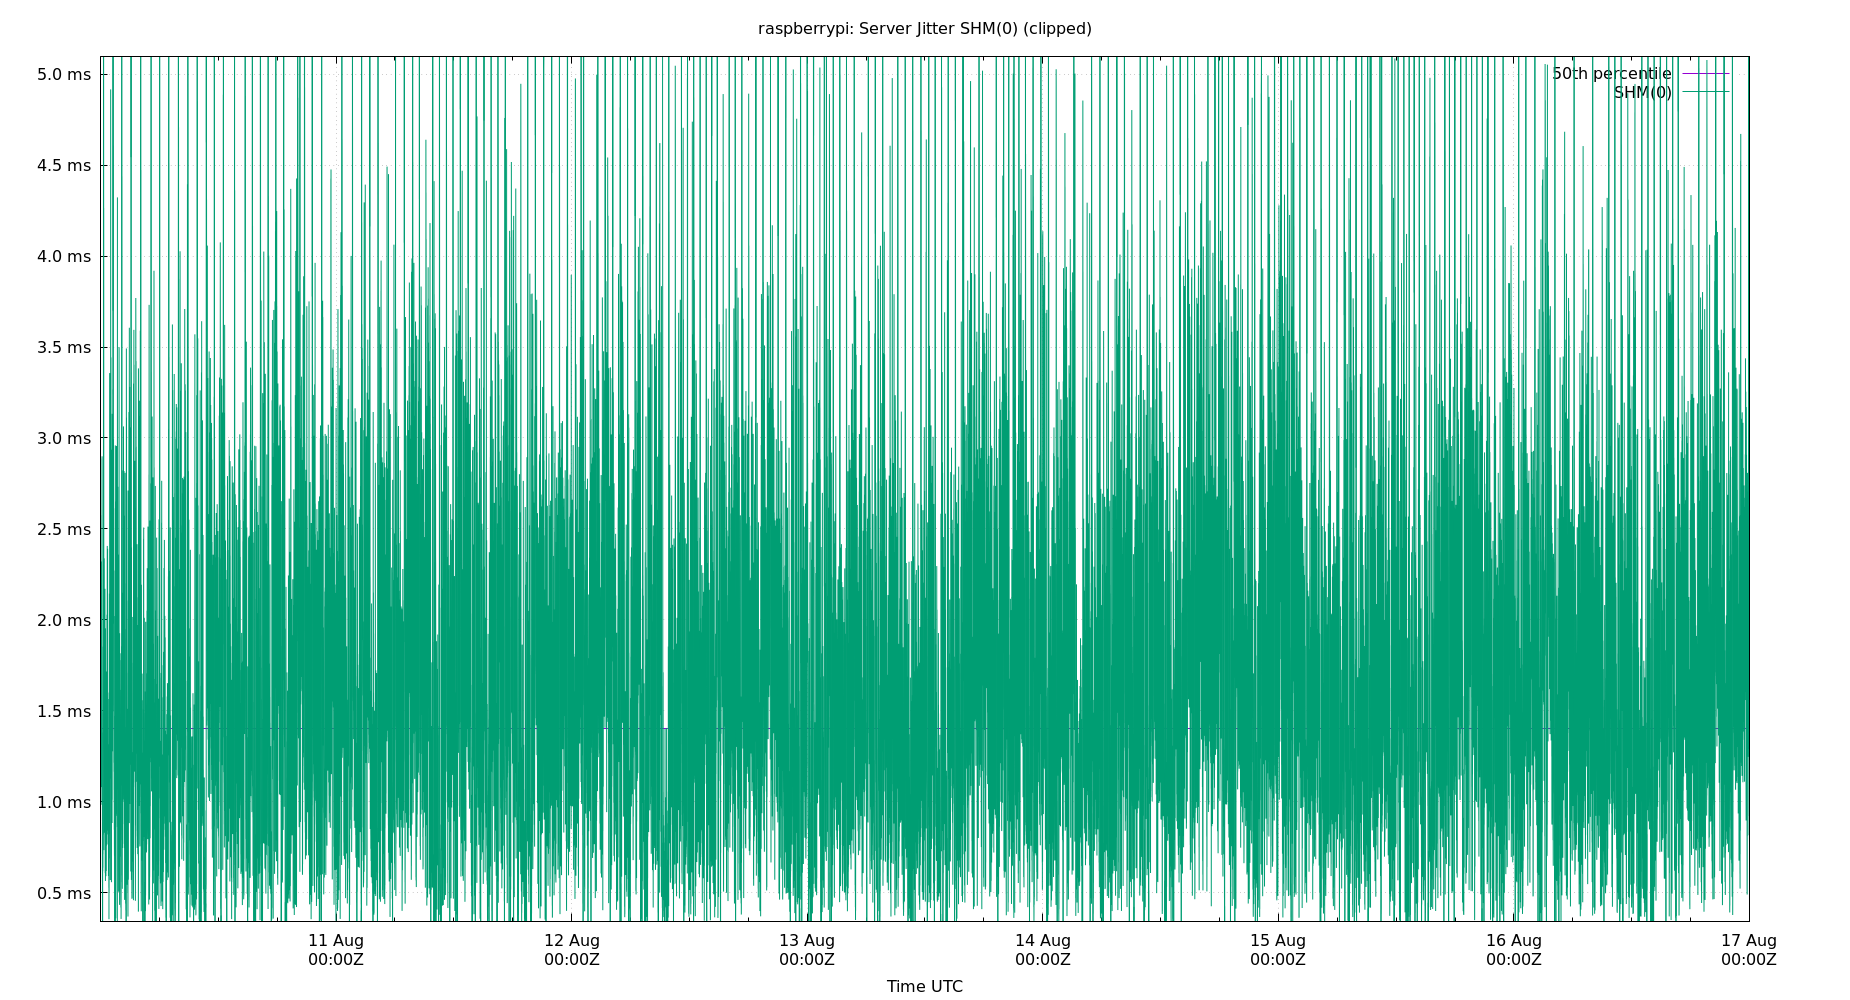 raspberrypi: Server Jitter SHM(0) (clipped)
5.0 ms
4.5 ms
4.0 ms
3.5 ms
3.0 ms
2.5 ms
2.0 ms
1.5 ms
1.0 ms
0.5 ms
50th percentile
SHM(0)
11 Aug 12 Aug 13 Aug 14 Aug 15 Aug 16 Aug 17 Aug
00:00Z 00:00Z 00:00Z 00:00Z 00:00Z 00:00Z 00:00Z
Time UTC